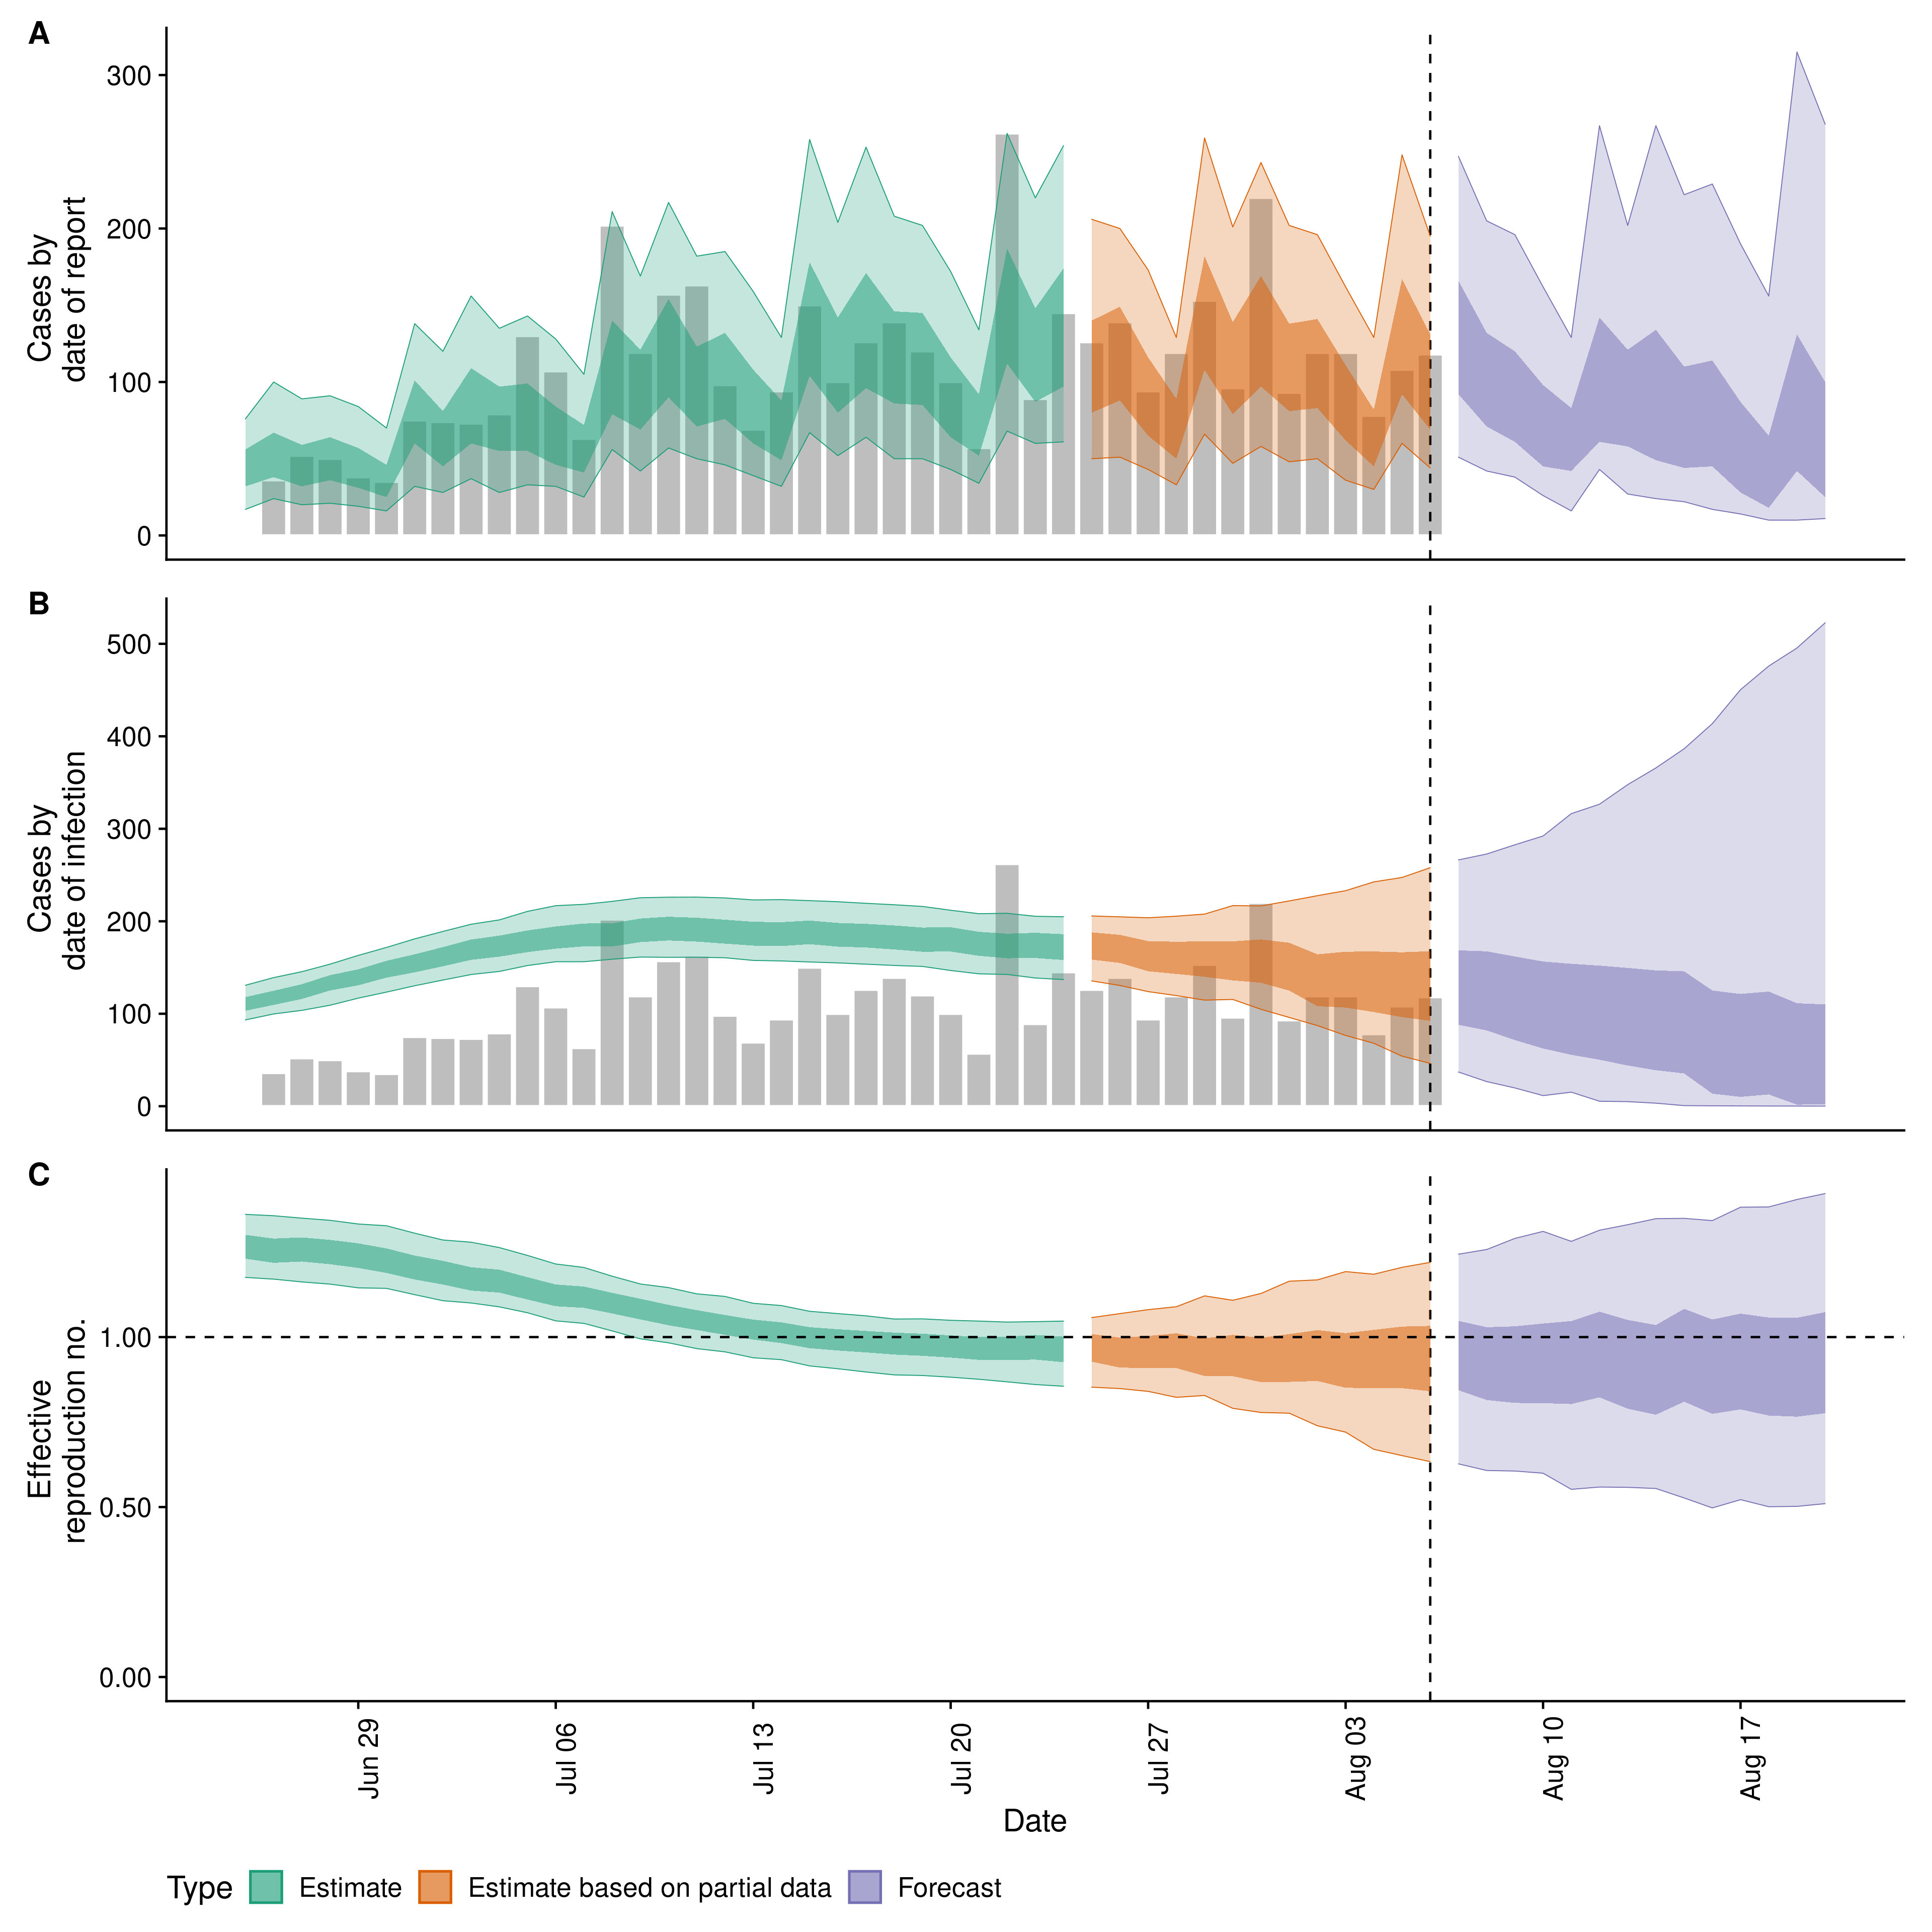 A
300
200
100
0
Cases by
date of report
B
500
400
300
200
100
0
Cases by
date of infection
C
1.00
0.50
0.00
Effective
reproduction no.
Jun 29
Jul 06
Jul 13
Jul 20
Jul 27
Aug 03
Aug 10
Aug 17
Date
Type Estimate Estimate based on partial data Forecast